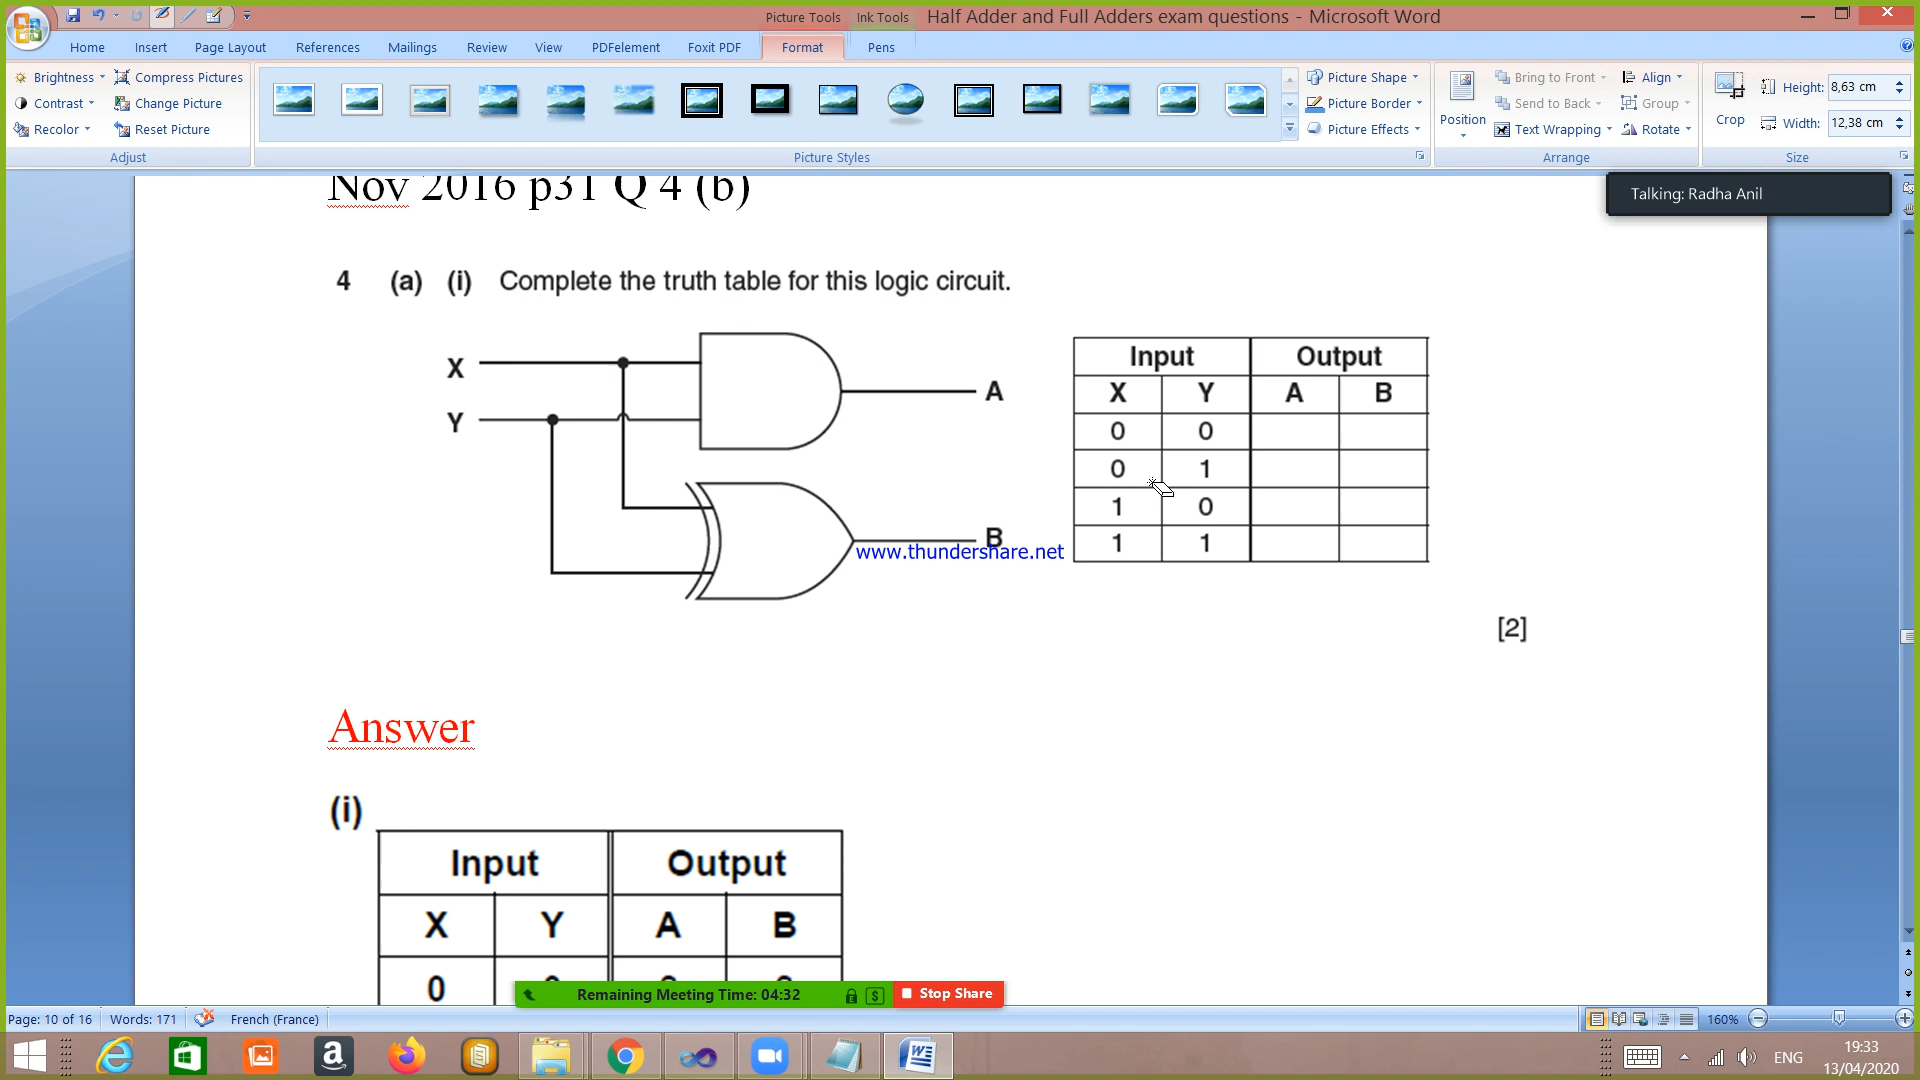 Picture Tools Ink Tools Half Adder and Full Adders exam questions - Microsoft Word
Home Insert Page Layout References Mailings Review View PDFelement Foxit PDF Format Pens
Brightness Compress Pictures
Contrast Change Picture
Recolor Reset Picture
Adjust
Picture Styles
Picture Shape
Picture Border
Picture Effects
Position
Bring to Front Align
Send to Back Group
Text Wrapping Rotate
Arrange
Crop
Height: 8,63 cm
Width: 12,38 cm
Size
Talking: Radha Anil
Nov 2016 p31 Q 4 (b)
4 (a) (i) Complete the truth table for this logic circuit.
X
Y
A
B
www.thundershare.net
Input Output
X Y A B
0 0
0 1
1 0
1 1
[2]
Answer
(i)
Input Output
X Y A B
0
Remaining Meeting Time: 04:32 Stop Share
Page: 10 of 16 Words: 171 French (France) 160%
ENG
19:33
13/04/2020